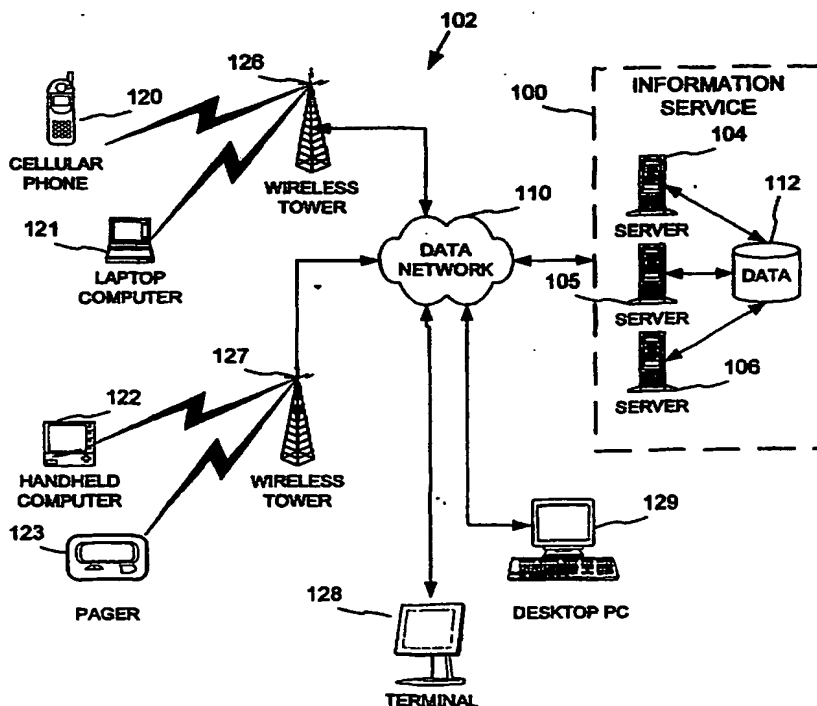 102
126
120
CELLULAR
PHONE
WIRELESS
TOWER
121
LAPTOP
COMPUTER
100
INFORMATION
SERVICE
104
SERVER
112
DATA
105
SERVER
106
SERVER
110
DATA
NETWORK
127
122
HANDHELD
COMPUTER
WIRELESS
TOWER
123
PAGER
129
DESKTOP PC
128
TERMINAL